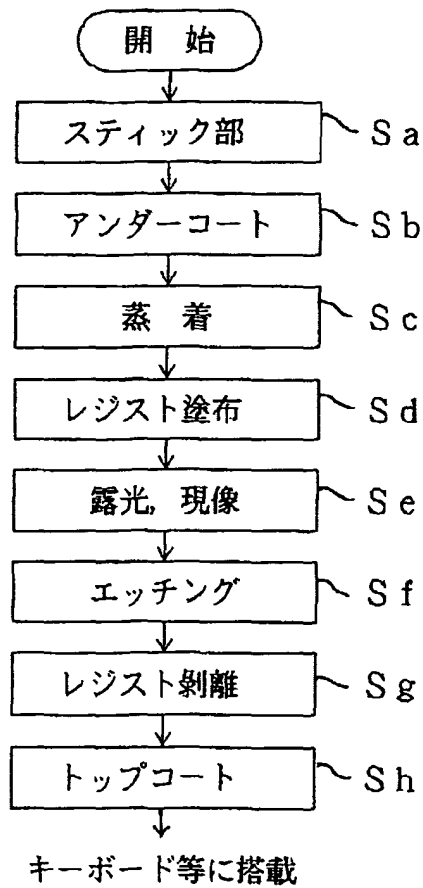 開 始
スティック部 Sa
アンダーコート Sb
蒸 着 Sc
レジスト塗布 Sd
露光, 現像 Se
エッチング Sf
レジスト剥離 Sg
トップコート Sh
キーボード等に搭載